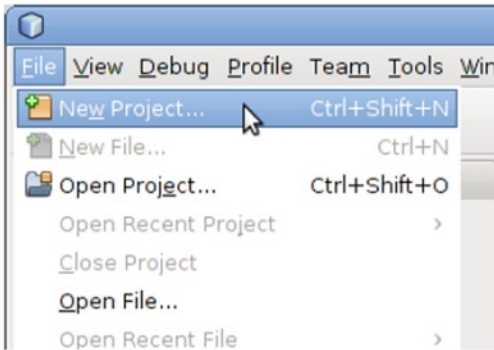 File View Debug Profile Team Tools
New Project... Ctrl+Shift+N
New File... Ctrl+N
Open Project... Ctrl+Shift+O
Open Recent Project
Close Project
Open File...
Open Recent File